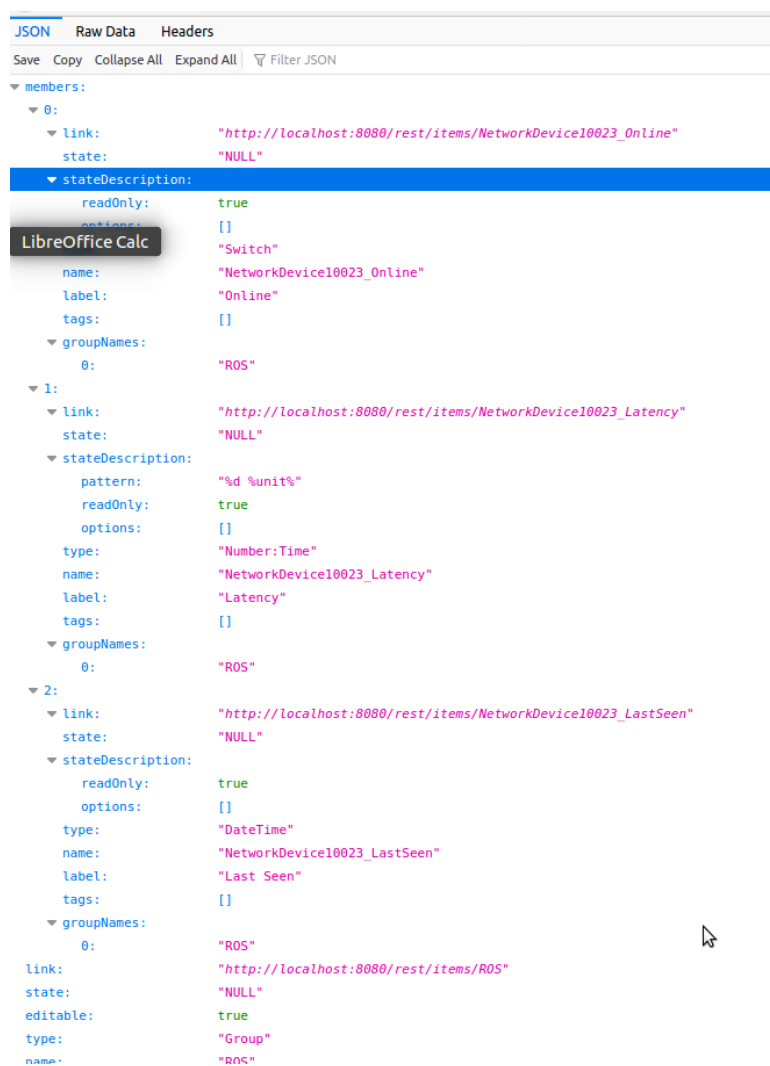 JSON Raw Data Headers
Save Copy Collapse All Expand All Filter JSON
members:
0:
link: "http://localhost:8080/rest/items/NetworkDevice10023_Online"
state: "NULL"
stateDescription:
readOnly: true
options: []
LibreOffice Calc "Switch"
name: "NetworkDevice10023_Online"
label: "Online"
tags: []
groupNames:
0: "ROS"
1:
link: "http://localhost:8080/rest/items/NetworkDevice10023_Latency"
state: "NULL"
stateDescription:
pattern: "%d %unit%"
readOnly: true
options: []
type: "Number:Time"
name: "NetworkDevice10023_Latency"
label: "Latency"
tags: []
groupNames:
0: "ROS"
2:
link: "http://localhost:8080/rest/items/NetworkDevice10023_LastSeen"
state: "NULL"
stateDescription:
readOnly: true
options: []
type: "DateTime"
name: "NetworkDevice10023_LastSeen"
label: "Last Seen"
tags: []
groupNames:
0: "ROS"
link: "http://localhost:8080/rest/items/ROS"
state: "NULL"
editable: true
type: "Group"
name: "ROS"